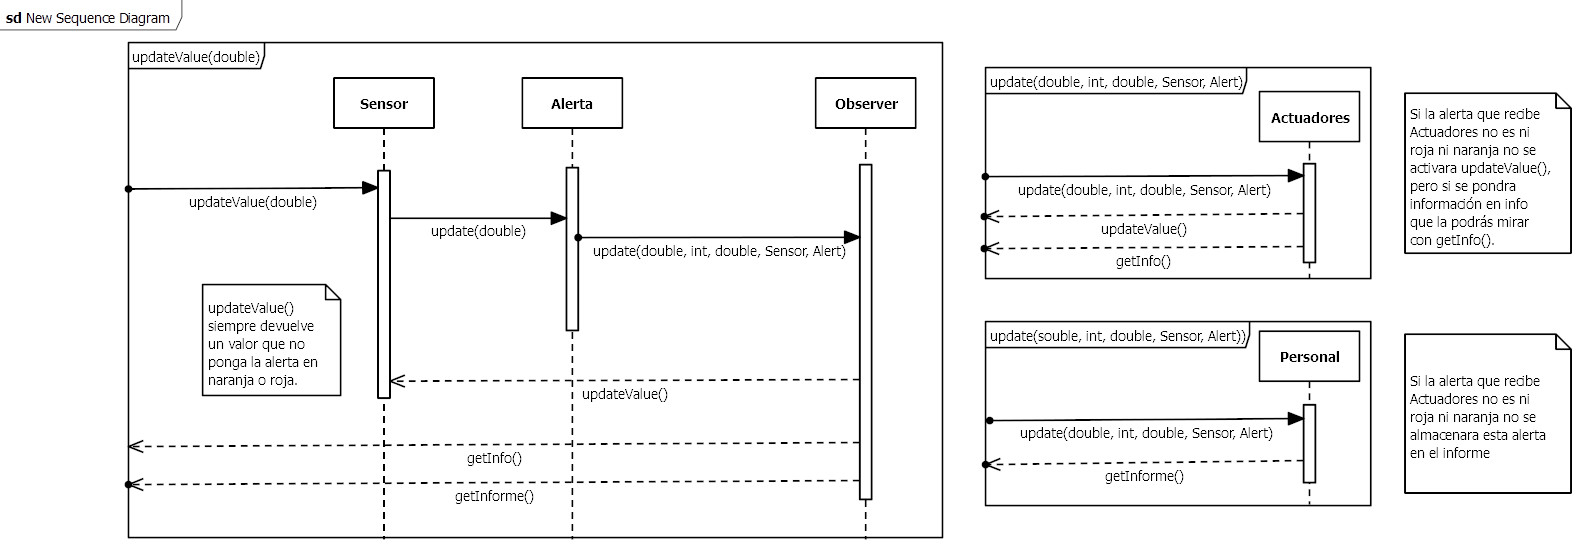 sd New Sequence Diagram
updateValue(double)
Sensor
Alerta
Observer
updateValue(double)
update(double)
update(double, int, double, Sensor, Alert)
updateValue()
siempre devuelve
un valor que no
ponga la alerta en
naranja o roja.
updateValue()
getInfo()
getInforme()
update(double, int, double, Sensor, Alert)
Actuadores
update(double, int, double, Sensor, Alert)
updateValue()
getInfo()
Si la alerta que recibe
Actuadores no es ni
roja ni naranja no se
activara updateValue(),
pero si se pondra
información en info
que la podrás mirar
con getInfo().
update(souble, int, double, Sensor, Alert))
Personal
update(double, int, double, Sensor, Alert)
getInforme()
Si la alerta que recibe
Actuadores no es ni
roja ni naranja no se
almacenara esta alerta
en el informe